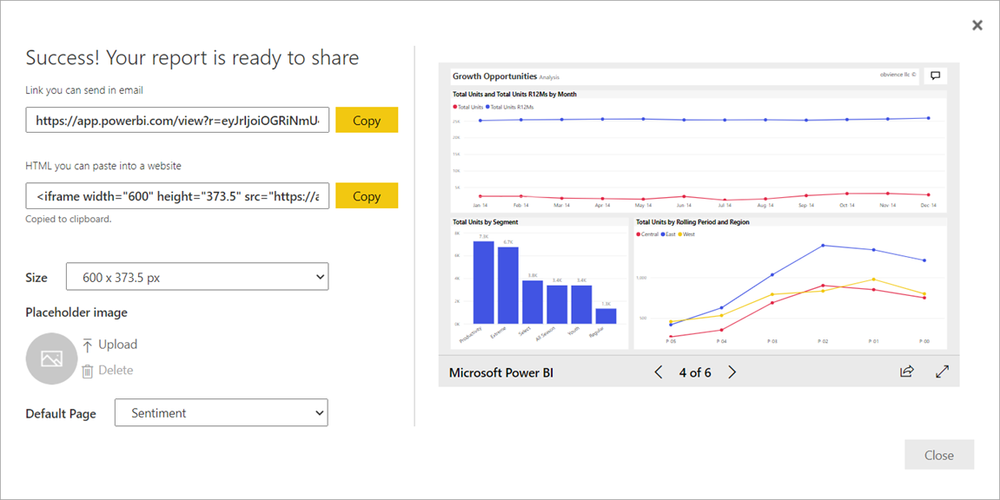 Success! Your report is ready to share
Link you can send in email
https://app.powerbi.com/view?r=eyJrIjoiOGRiNmU
Copy
HTML you can paste into a website
<iframe width="600" height="373.5" src="https://a
Copy
Copied to clipboard.
Size
600 x 373.5 px
Placeholder image
Upload
Delete
Default Page
Sentiment
Growth Opportunities Analysis
obvience llc ©
Total Units and Total Units R12Ms by Month
Total Units Total Units R12Ms
25K
20K
15K
10K
5K
Jan-14 Feb-14 Mar-14 Apr-14 May-14 Jun-14 Jul-14 Aug-14 Sep-14 Oct-14 Nov-14 Dec-14
Total Units by Segment
8K
6K
4K
2K
0K
7.3K
6.7K
3.8K
3.4K
3.4K
1.3K
Productivity Extreme Select All Season Youth Regular
Total Units by Rolling Period and Region
Central East West
1,000
500
P-05 P-04 P-03 P-02 P-01 P-00
Microsoft Power BI
4 of 6
Close